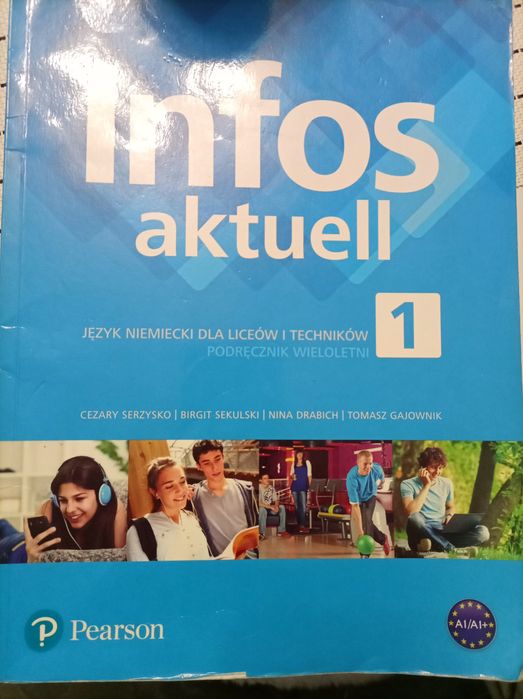 Infos
aktuell
1
JĘZYK NIEMIECKI DLA LICEÓW I TECHNIKÓW
PODRĘCZNIK WIELOLETNI
CEZARY SERZYSKO | BIRGIT SEKULSKI | NINA DRABICH | TOMASZ GAJOWNIK
P Pearson
A1/A1+